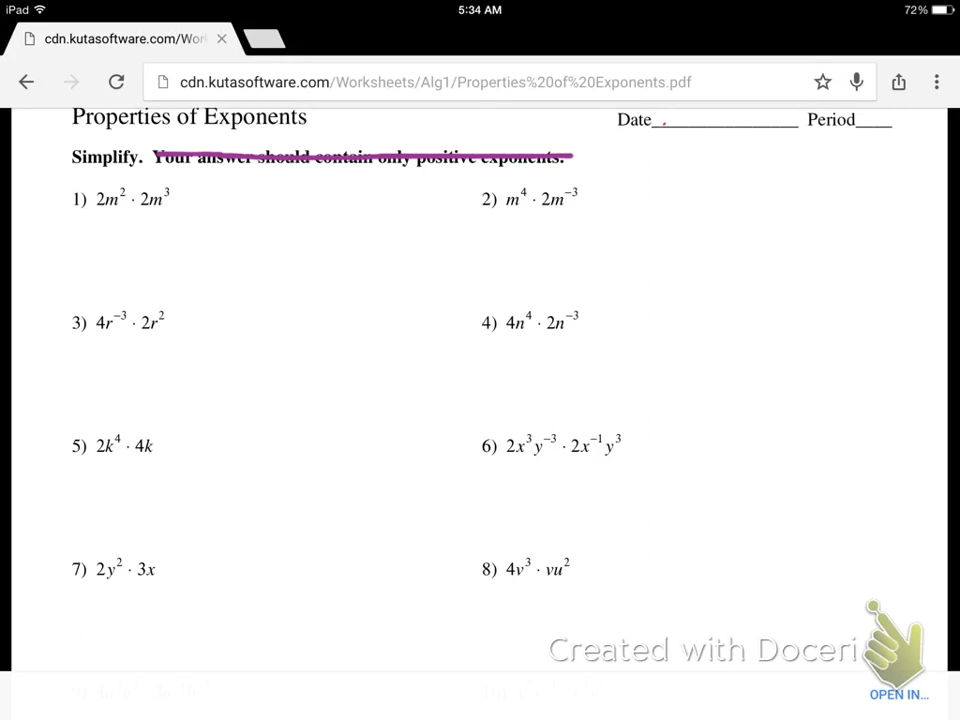 iPad 5:34 AM 72%
cdn.kutasoftware.com/Wor
cdn.kutasoftware.com/Worksheets/Alg1/Properties%20of%20Exponents.pdf
Properties of Exponents Date_______________ Period____
Simplify. Your answer should contain only positive exponents.
1) 2m² · 2m³ 2) m⁴ · 2m⁻³
3) 4r⁻³ · 2r² 4) 4n⁴ · 2n⁻³
5) 2k⁴ · 4k 6) 2x³y⁻³ · 2x⁻¹y³
7) 2y² · 3x 8) 4v³ · vu²
Created with Doceri
OPEN IN...